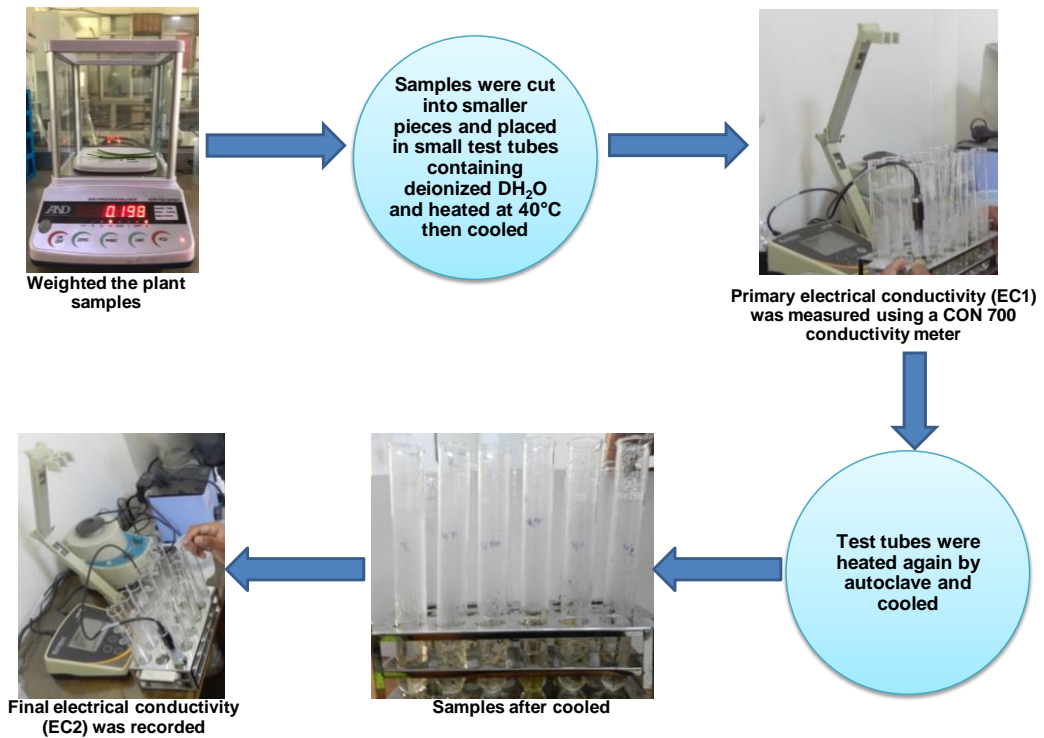 AND
0.198
Weighted the plant
samples
Samples were cut
into smaller
pieces and placed
in small test tubes
containing
deionized DH₂O
and heated at 40°C
then cooled
Primary electrical conductivity (EC1)
was measured using a CON 700
conductivity meter
Test tubes were
heated again by
autoclave and
cooled
Samples after cooled
Final electrical conductivity
(EC2) was recorded